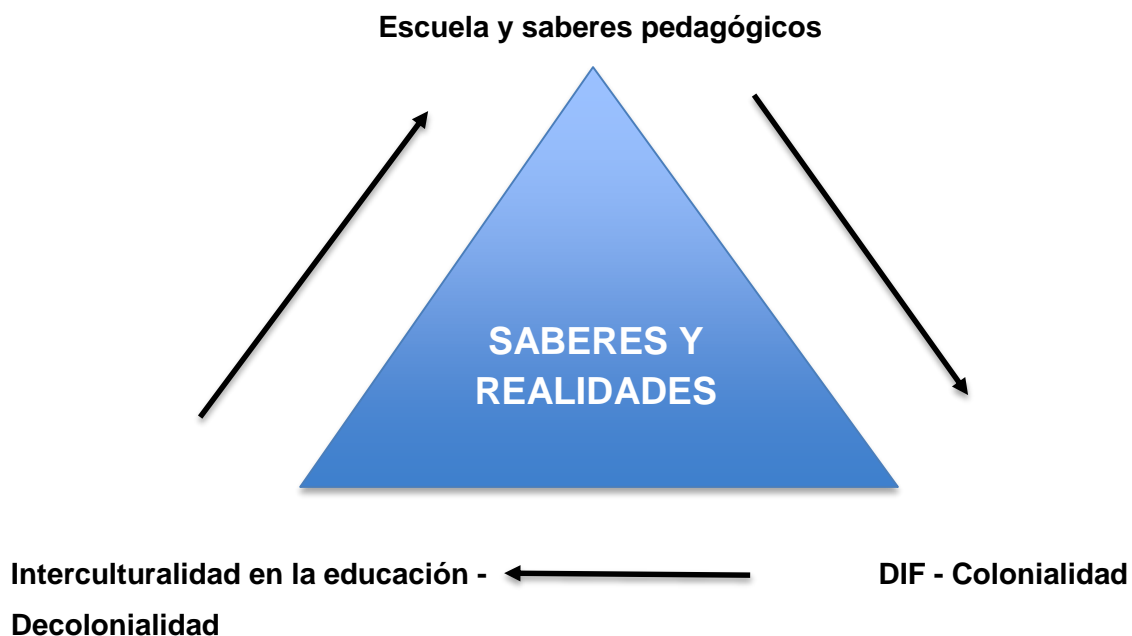 Escuela y saberes pedagógicos
SABERES Y
REALIDADES
Interculturalidad en la educación -
Decolonialidad
DIF - Colonialidad